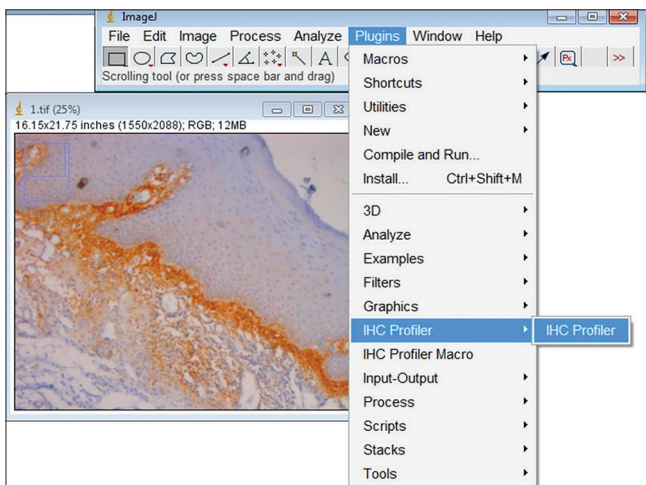 ImageJ
File Edit Image Process Analyze Plugins Window Help
A >>
Scrolling tool (or press space bar and drag)
1.tif (25%)
16.15x21.75 inches (1550x2088); RGB; 12MB
Macros
Shortcuts
Utilities
New
Compile and Run...
Install... Ctrl+Shift+M
3D
Analyze
Examples
Filters
Graphics
IHC Profiler IHC Profiler
IHC Profiler Macro
Input-Output
Process
Scripts
Stacks
Tools